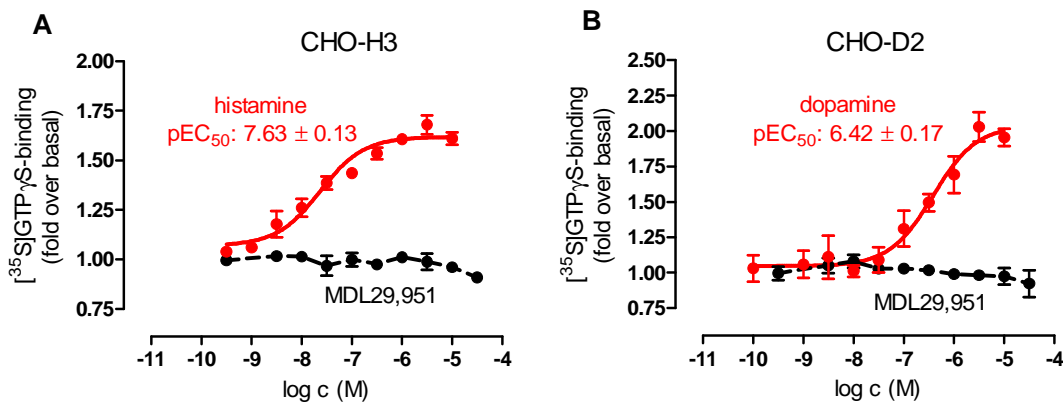 A
CHO-H3
[³⁵S]GTPγS-binding
(fold over basal)
2.00
1.75
1.50
1.25
1.00
0.75
histamine
pEC₅₀: 7.63 ± 0.13
MDL29,951
-11 -10 -9 -8 -7 -6 -5 -4
log c (M)
B
CHO-D2
[³⁵S]GTPγS-binding
(fold over basal)
2.50
2.25
2.00
1.75
1.50
1.25
1.00
0.75
dopamine
pEC₅₀: 6.42 ± 0.17
MDL29,951
-11 -10 -9 -8 -7 -6 -5 -4
log c (M)